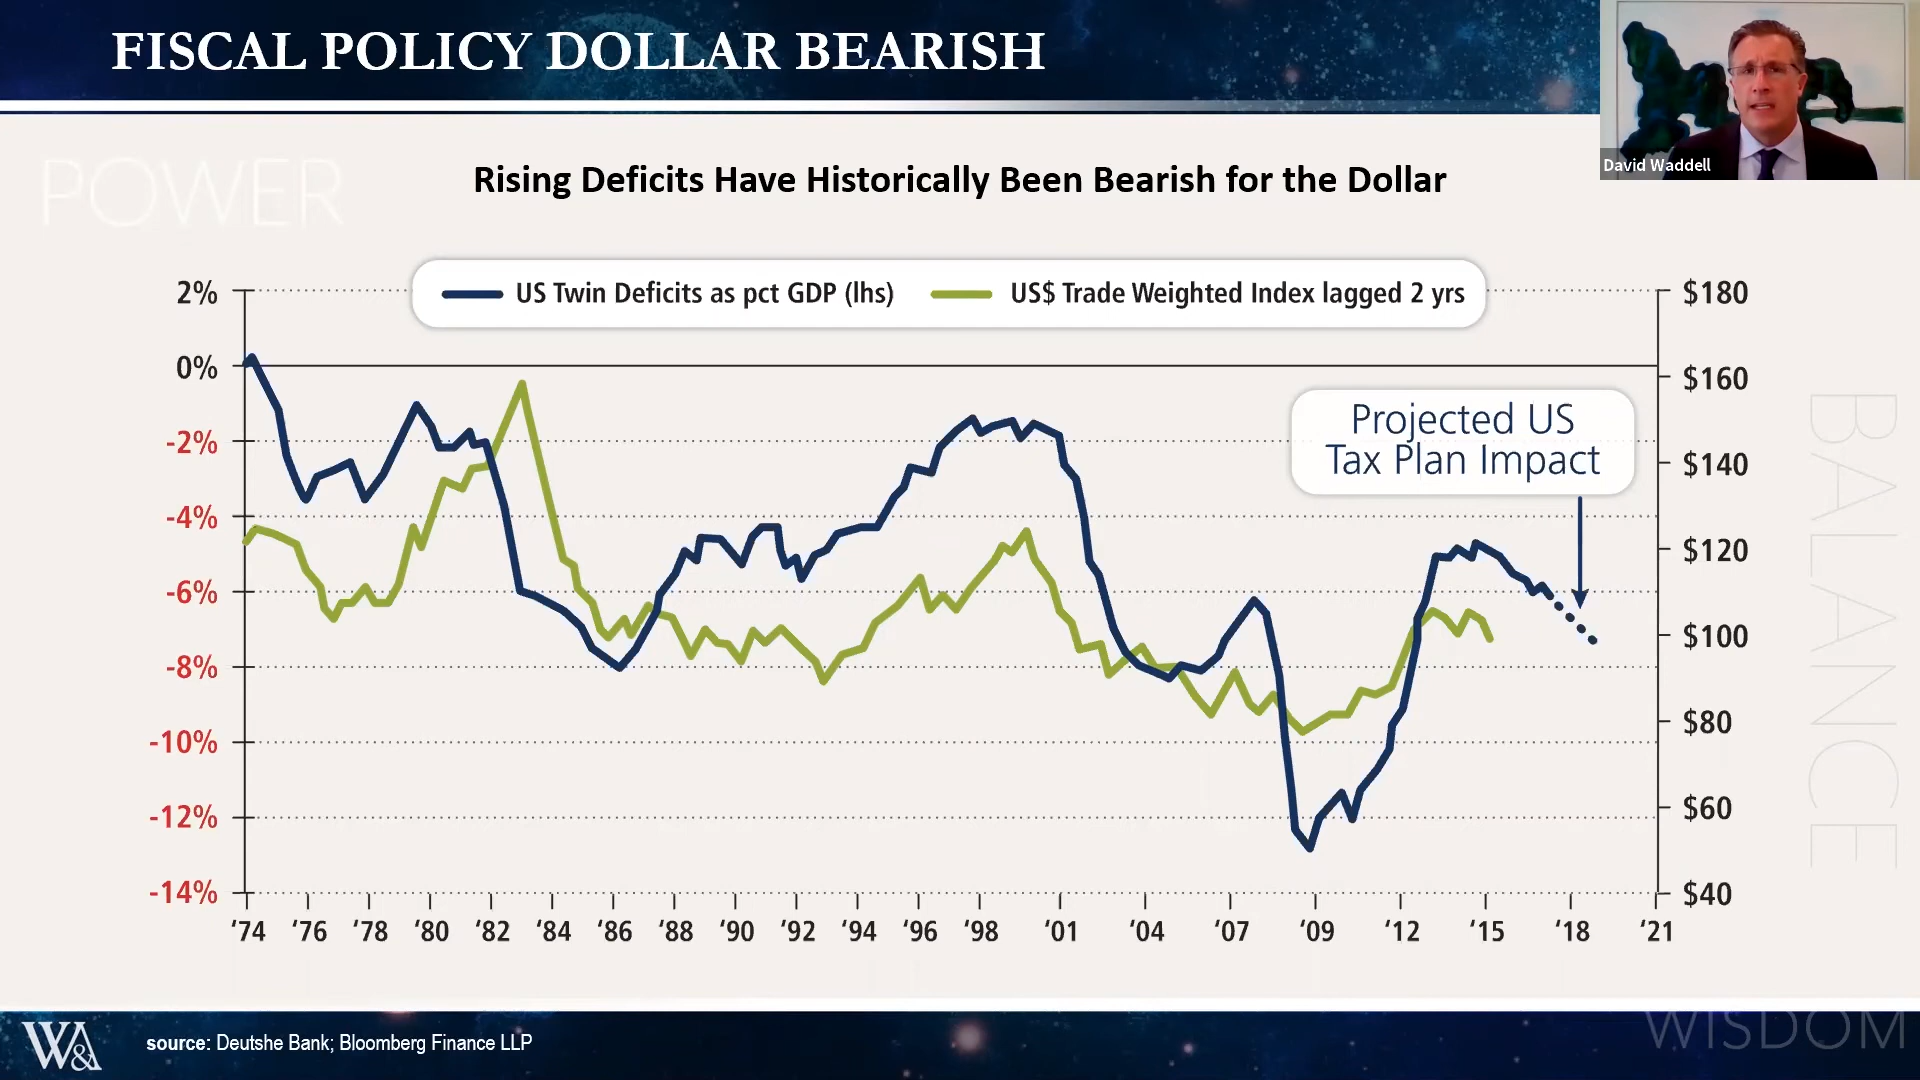 FISCAL POLICY DOLLAR BEARISH
David Waddell
POWER
Rising Deficits Have Historically Been Bearish for the Dollar
US Twin Deficits as pct GDP (lhs)
US$ Trade Weighted Index lagged 2 yrs
2%
0%
-2%
-4%
-6%
-8%
-10%
-12%
-14%
$180
$160
$140
$120
$100
$80
$60
$40
Projected US
Tax Plan Impact
BALANCE
‘74 ‘76 ‘78 ‘80 ‘82 ‘84 ‘86 ‘88 ‘90 ‘92 ‘94 ‘96 ‘98 ‘01 ‘04 ‘07 ‘09 ‘12 ‘15 ‘18 ‘21
WISDOM
W&A
source: Deutshe Bank; Bloomberg Finance LLP